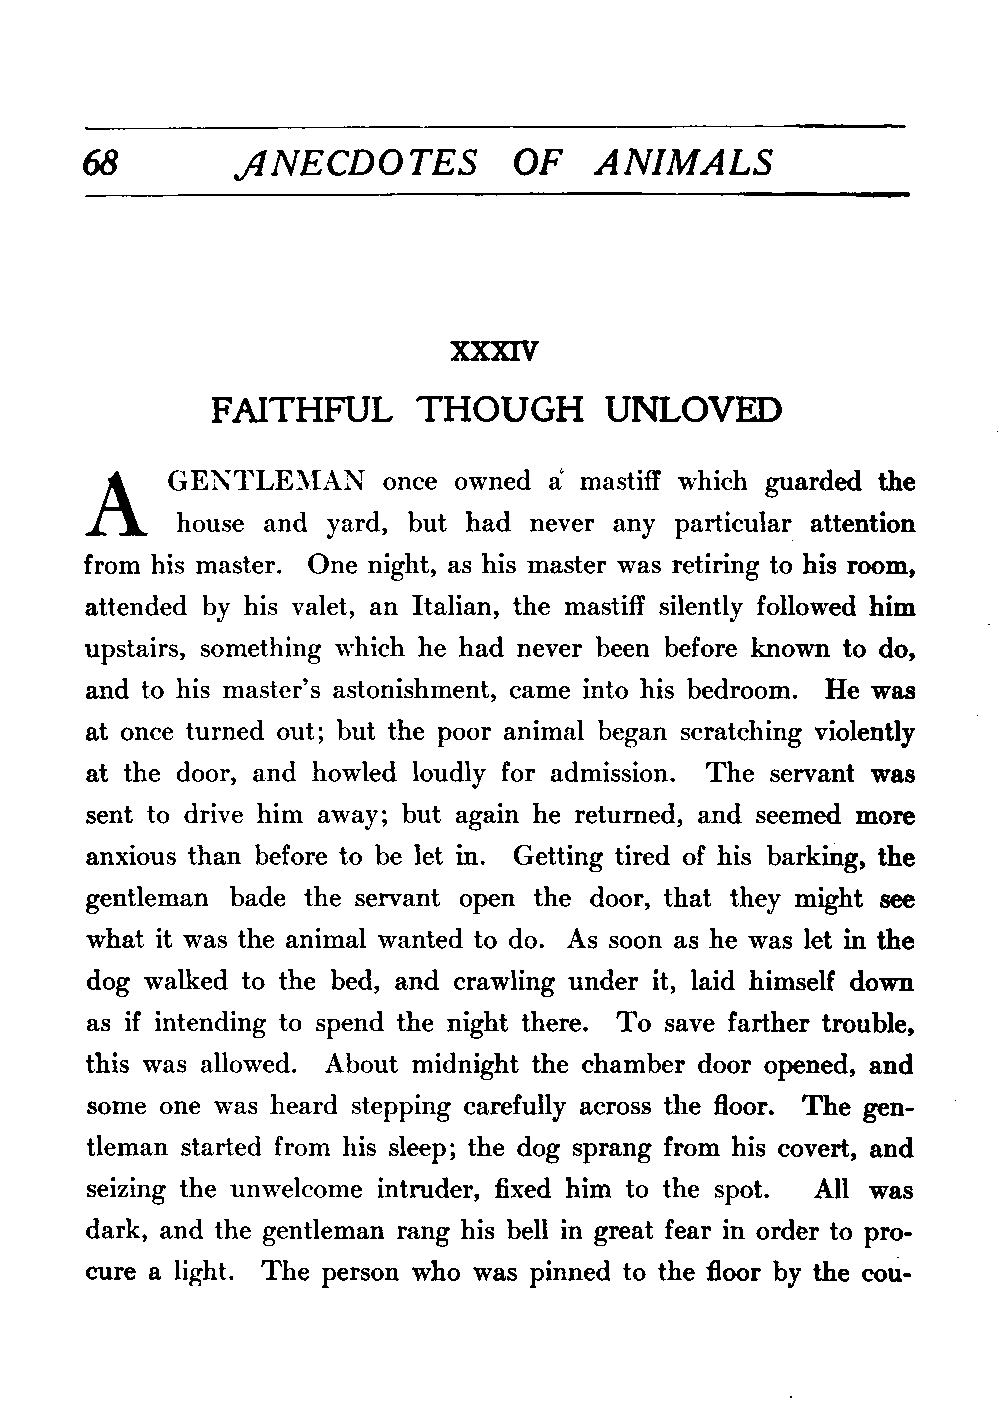 68 ANECDOTES OF ANIMALS
XXXIV
FAITHFUL THOUGH UNLOVED
A GENTLEMAN once owned a mastiff which guarded the
house and yard, but had never any particular attention
from his master. One night, as his master was retiring to his room,
attended by his valet, an Italian, the mastiff silently followed him
upstairs, something which he had never been before known to do,
and to his master's astonishment, came into his bedroom. He was
at once turned out; but the poor animal began scratching violently
at the door, and howled loudly for admission. The servant was
sent to drive him away; but again he returned, and seemed more
anxious than before to be let in. Getting tired of his barking, the
gentleman bade the servant open the door, that they might see
what it was the animal wanted to do. As soon as he was let in the
dog walked to the bed, and crawling under it, laid himself down
as if intending to spend the night there. To save farther trouble,
this was allowed. About midnight the chamber door opened, and
some one was heard stepping carefully across the floor. The gen-
tleman started from his sleep; the dog sprang from his covert, and
seizing the unwelcome intruder, fixed him to the spot. All was
dark, and the gentleman rang his bell in great fear in order to pro-
cure a light. The person who was pinned to the floor by the cou-